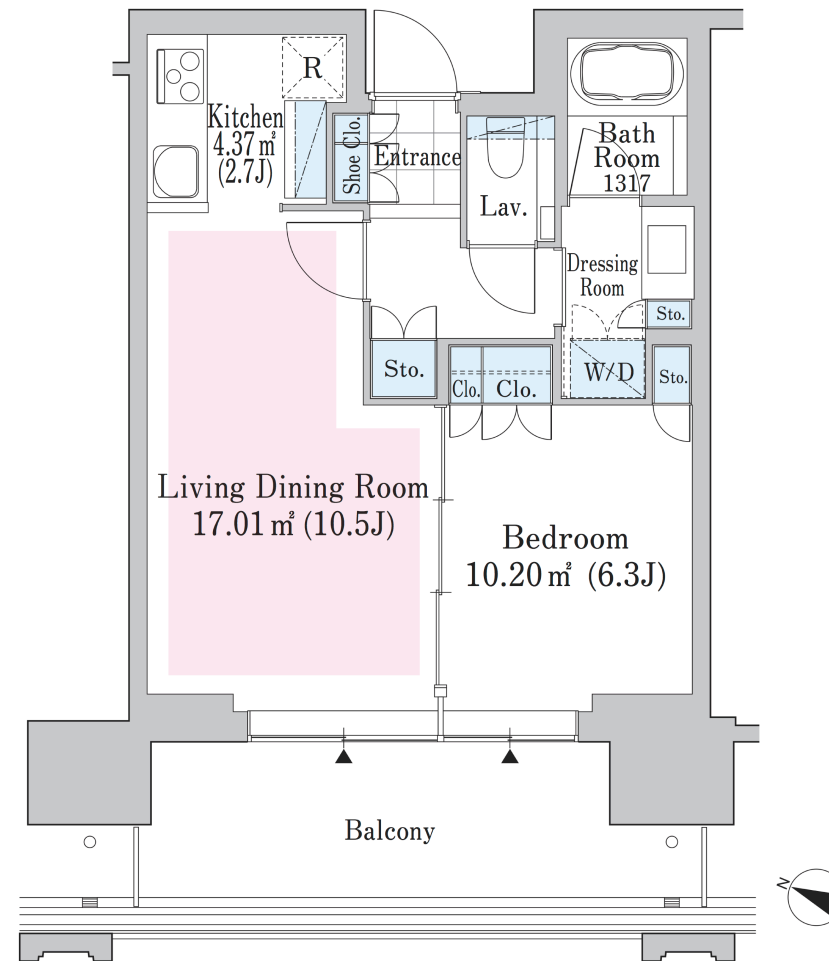 R
Kitchen
4.37㎡
(2.7J)
Shoe Clo.
Entrance
Lav.
Bath
Room
1317
Dressing
Room
Sto.
Sto.
Clo.
Clo.
W/D
Sto.
Living Dining Room
17.01㎡ (10.5J)
Bedroom
10.20㎡ (6.3J)
Balcony
N